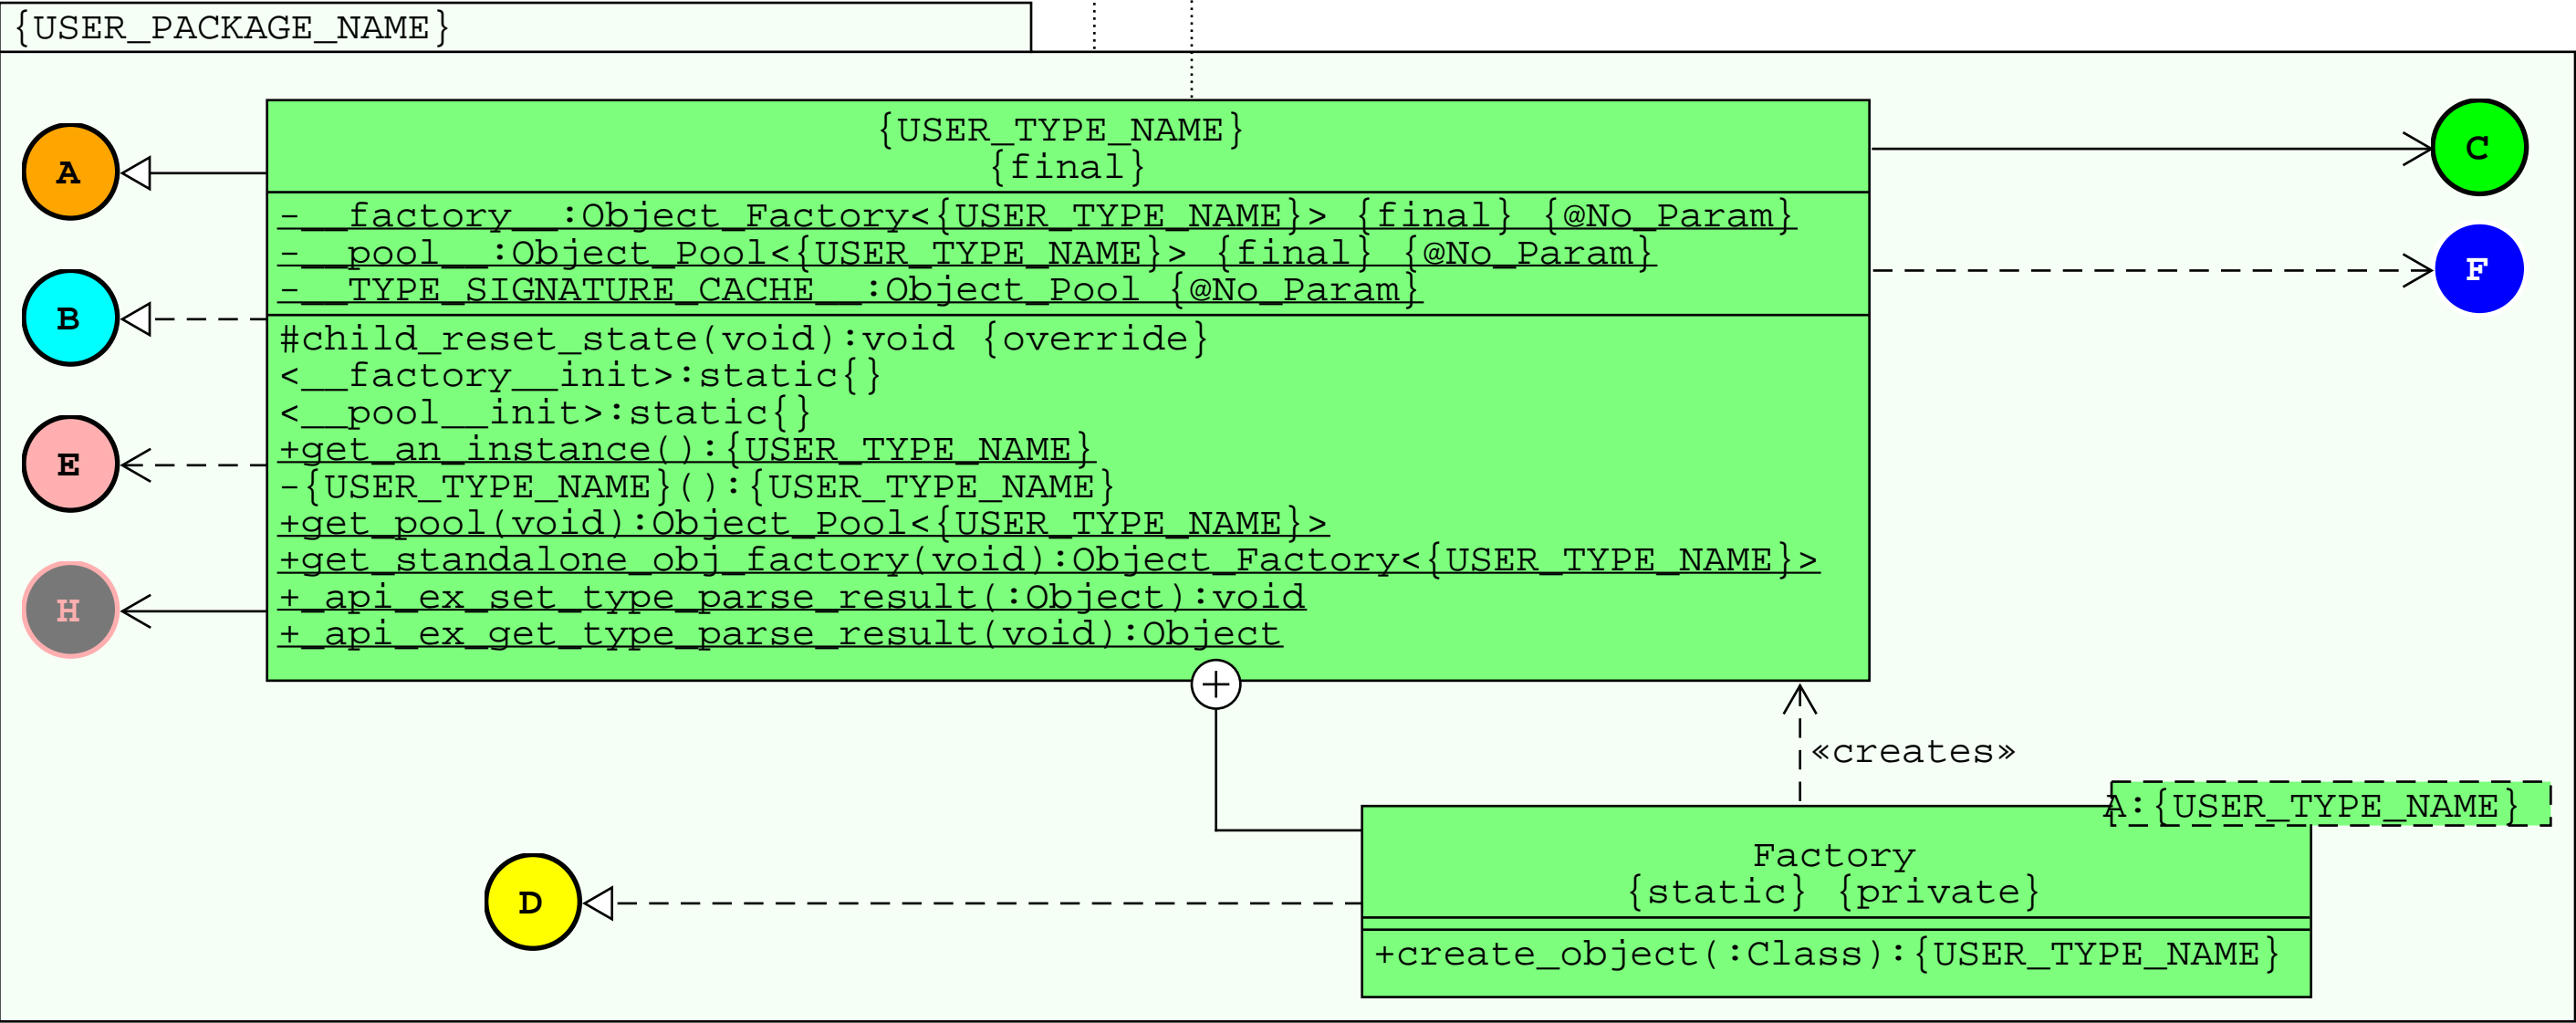 {USER_PACKAGE_NAME}
A
B
E
H
{USER_TYPE_NAME}
{final}
-__factory__:Object_Factory<{USER_TYPE_NAME}> {final} {@No_Param}
-__pool__:Object_Pool<{USER_TYPE_NAME}> {final} {@No_Param}
-__TYPE_SIGNATURE_CACHE__:Object_Pool {@No_Param}
#child_reset_state(void):void {override}
<__factory__init>:static{}
<__pool__init>:static{}
+get_an_instance():{USER_TYPE_NAME}
-{USER_TYPE_NAME}():{USER_TYPE_NAME}
+get_pool(void):Object_Pool<{USER_TYPE_NAME}>
+get_standalone_obj_factory(void):Object_Factory<{USER_TYPE_NAME}>
+_api_ex_set_type_parse_result(:Object):void
+_api_ex_get_type_parse_result(void):Object
C
F
«creates»
A:{USER_TYPE_NAME}
D
Factory
{static} {private}
+create_object(:Class):{USER_TYPE_NAME}